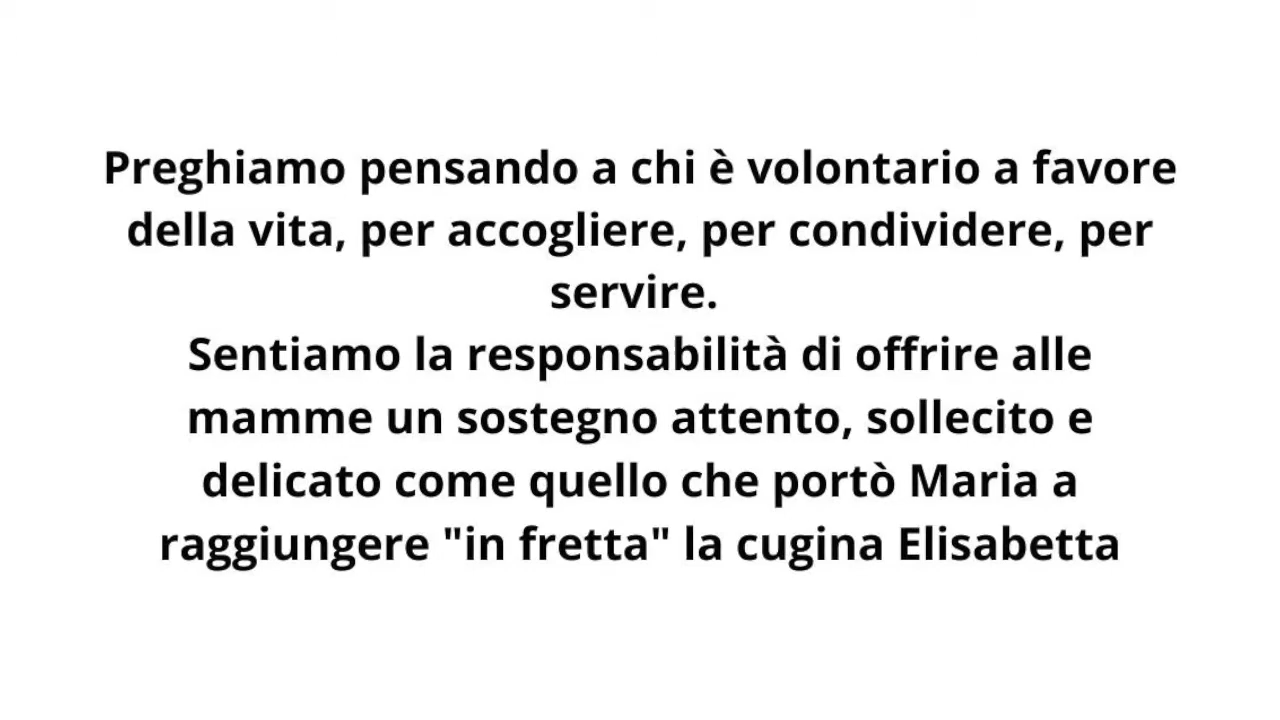 Preghiamo pensando a chi è volontario a favore
della vita, per accogliere, per condividere, per
servire.
Sentiamo la responsabilità di offrire alle
mamme un sostegno attento, sollecito e
delicato come quello che portò Maria a
raggiungere "in fretta" la cugina Elisabetta